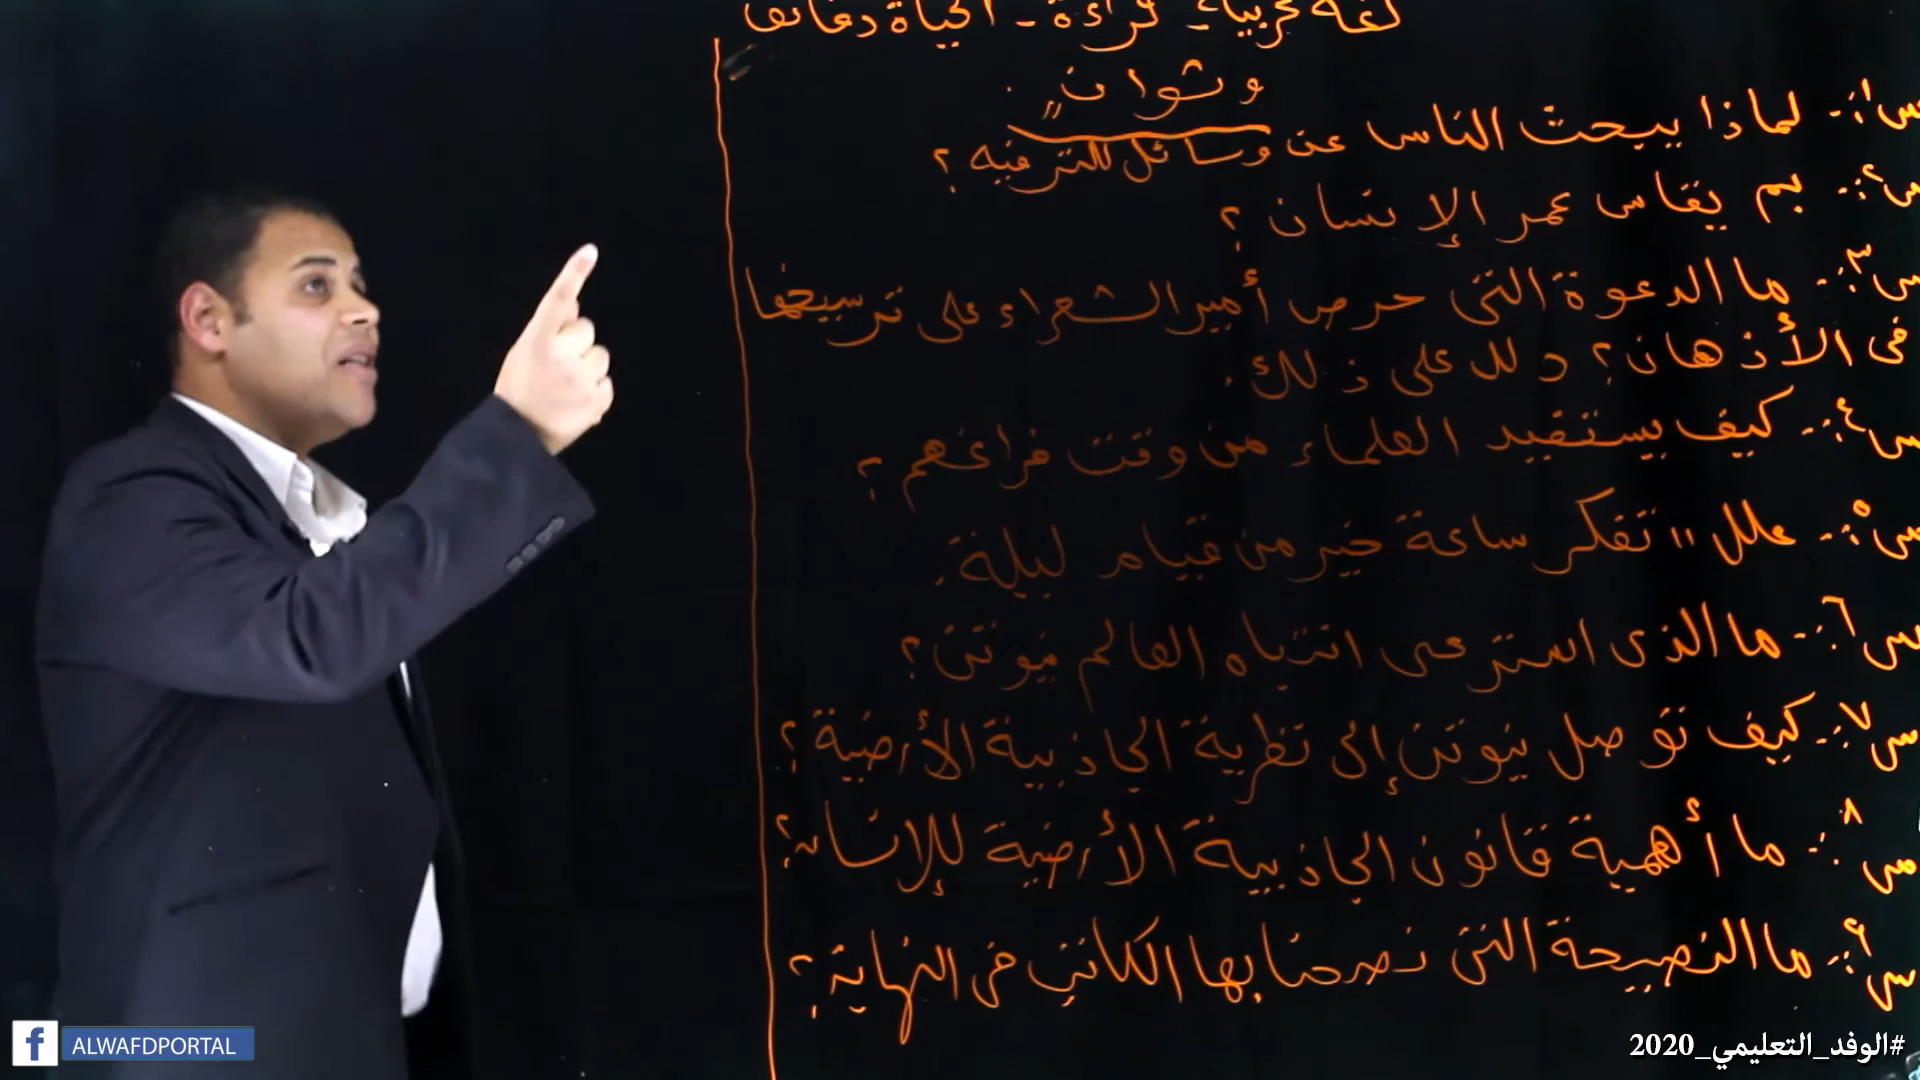 لغة عربية - قراءة - الحياة دقائق
وثوان
س١:- لماذا يبحث الناس عن وسائل للترفيه؟
س٢:- بم يقاس عمر الإنسان؟
س٣:- ما الدعوة التى حرص أمير الشعراء على ترسيخها
فى الأذهان؟ دلل على ذلك.
س٤:- كيف يستفيد العلماء من وقت فراغهم؟
س٥:- علل "تفكر ساعة خير من قيام ليلة.
س٦:- ما الذى استرعى انتباه العالم نيوتن؟
س٧:- كيف توصل نيوتن إلى نظرية الجاذبية الأرضية؟
س٨:- ما أهمية قانون الجاذبية الأرضية للإنسان؟
س٩:- ما النصيحة التى نصحنا بها الكاتب فى النهاية؟
f ALWAFDPORTAL
#الوفد_التعليمي_2020